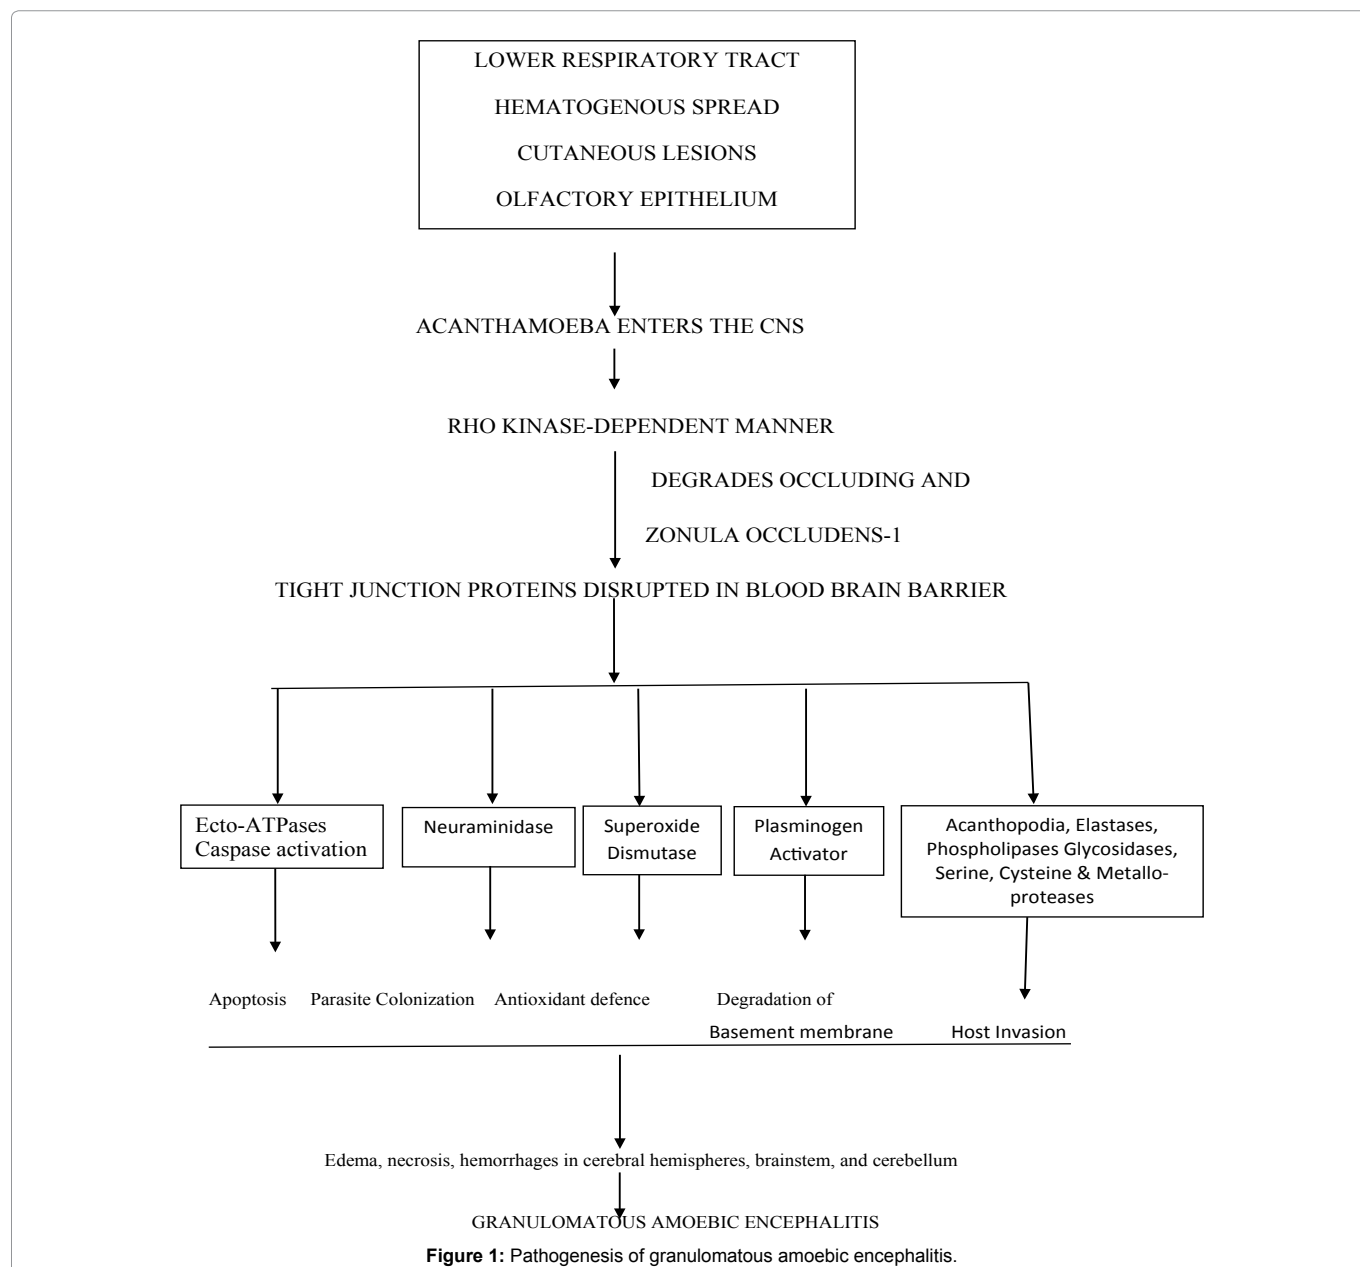 LOWER RESPIRATORY TRACT
HEMATOGENOUS SPREAD
CUTANEOUS LESIONS
OLFACTORY EPITHELIUM
ACANTHAMOEBA ENTERS THE CNS
RHO KINASE-DEPENDENT MANNER
DEGRADES OCCLUDING AND
ZONULA OCCLUDENS-1
TIGHT JUNCTION PROTEINS DISRUPTED IN BLOOD BRAIN BARRIER
Ecto-ATPases
Caspase activation
Neuraminidase
Superoxide
Dismutase
Plasminogen
Activator
Acanthopodia, Elastases,
Phospholipases Glycosidases,
Serine, Cysteine & Metallo-
proteases
Apoptosis
Parasite Colonization
Antioxidant defence
Degradation of
Basement membrane
Host Invasion
Edema, necrosis, hemorrhages in cerebral hemispheres, brainstem, and cerebellum
GRANULOMATOUS AMOEBIC ENCEPHALITIS
Figure 1: Pathogenesis of granulomatous amoebic encephalitis.